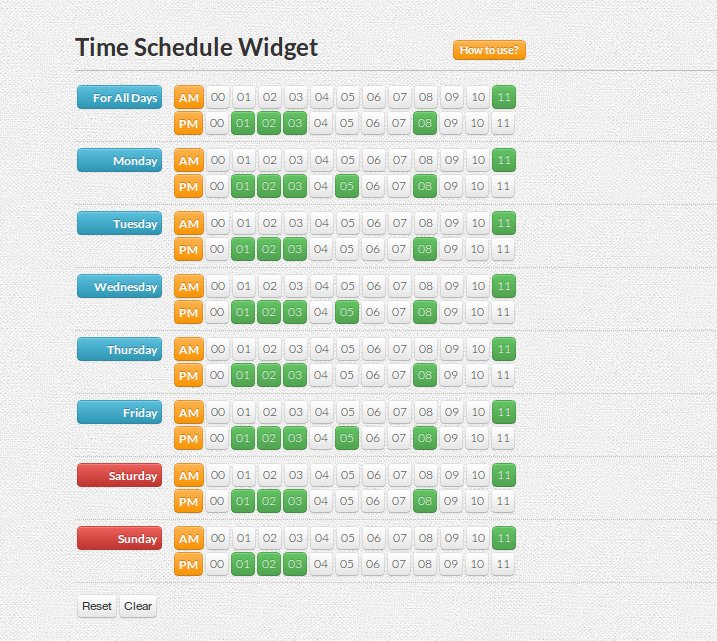 Time Schedule Widget How to use?
For All Days AM 00 01 02 03 04 05 06 07 08 09 10 11
PM 00 01 02 03 04 05 06 07 08 09 10 11
Monday AM 00 01 02 03 04 05 06 07 08 09 10 11
PM 00 01 02 03 04 05 06 07 08 09 10 11
Tuesday AM 00 01 02 03 04 05 06 07 08 09 10 11
PM 00 01 02 03 04 05 06 07 08 09 10 11
Wednesday AM 00 01 02 03 04 05 06 07 08 09 10 11
PM 00 01 02 03 04 05 06 07 08 09 10 11
Thursday AM 00 01 02 03 04 05 06 07 08 09 10 11
PM 00 01 02 03 04 05 06 07 08 09 10 11
Friday AM 00 01 02 03 04 05 06 07 08 09 10 11
PM 00 01 02 03 04 05 06 07 08 09 10 11
Saturday AM 00 01 02 03 04 05 06 07 08 09 10 11
PM 00 01 02 03 04 05 06 07 08 09 10 11
Sunday AM 00 01 02 03 04 05 06 07 08 09 10 11
PM 00 01 02 03 04 05 06 07 08 09 10 11
Reset Clear